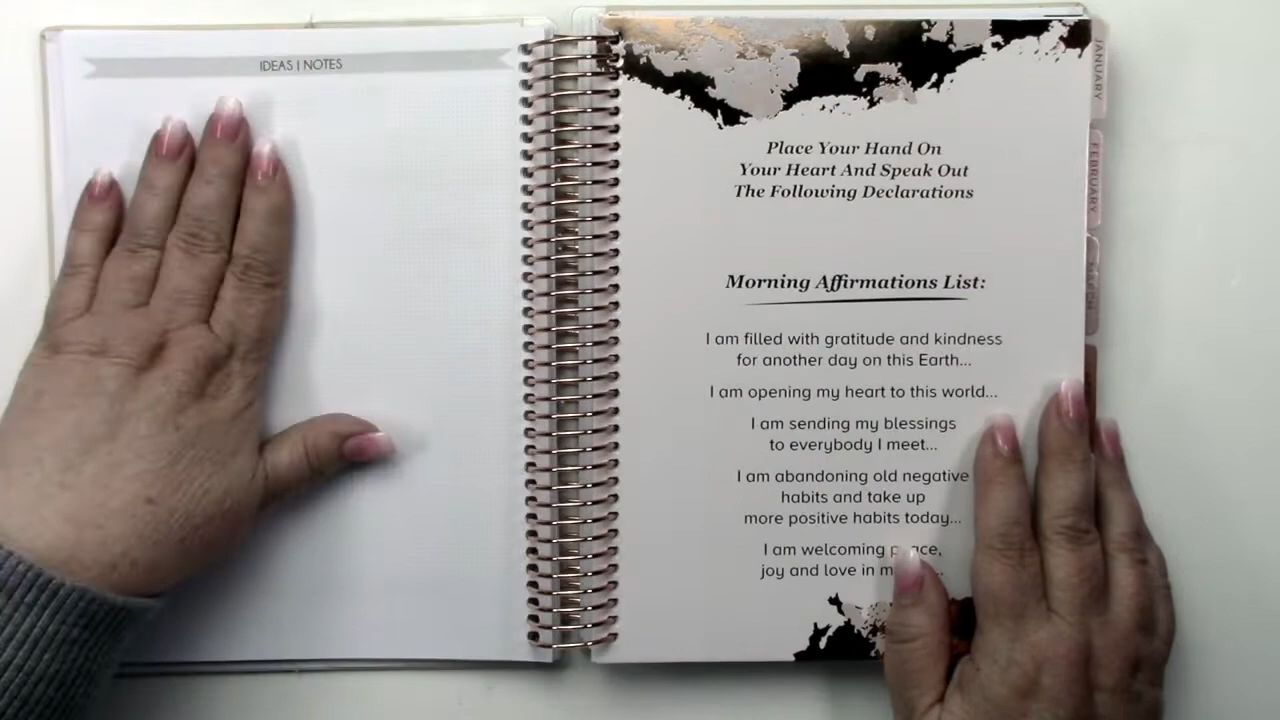 IDEAS | NOTES
Place Your Hand On
Your Heart And Speak Out
The Following Declarations
Morning Affirmations List:
I am filled with gratitude and kindness
for another day on this Earth...
I am opening my heart to this world...
I am sending my blessings
to everybody I meet...
I am abandoning old negative
habits and take up
more positive habits today...
I am welcoming
joy and love in
JANUARY
FEBRUARY
MARCH